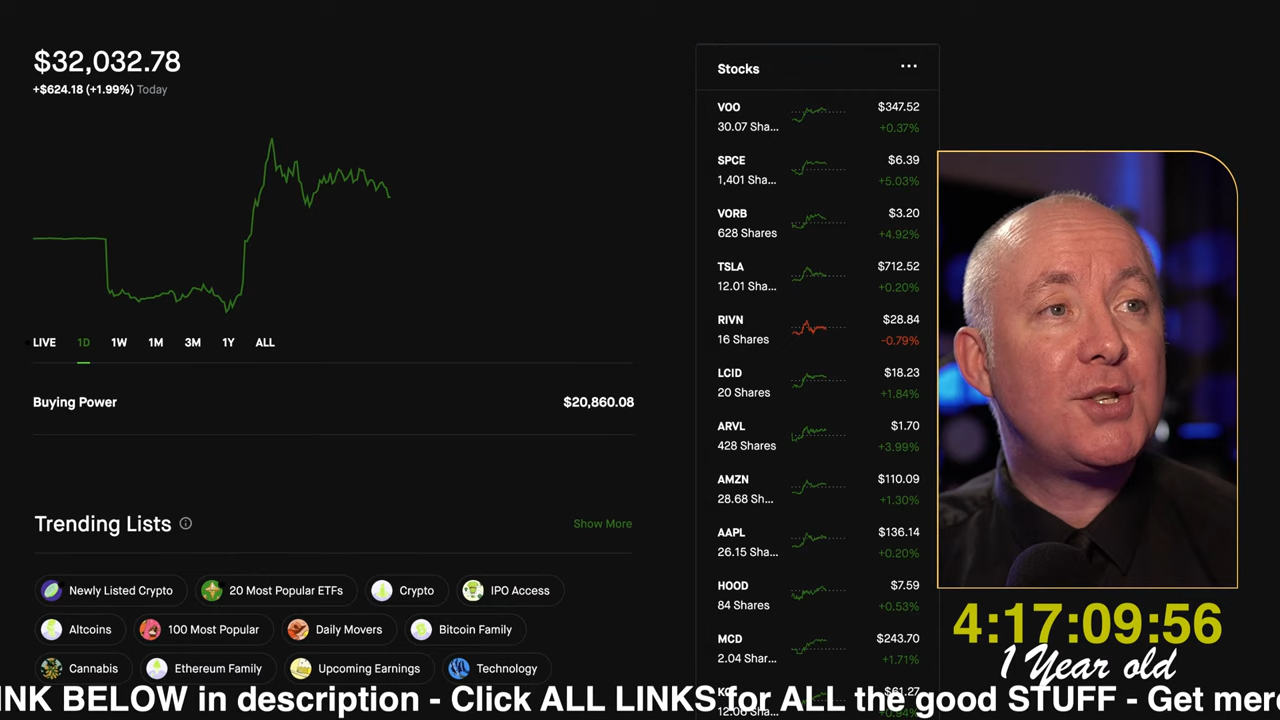 $32,032.78
+$624.18 (+1.99%) Today
LIVE 1D 1W 1M 3M 1Y ALL
Buying Power $20,860.08
Trending Lists Show More
Newly Listed Crypto 20 Most Popular ETFs Crypto IPO Access
Altcoins 100 Most Popular Daily Movers Bitcoin Family
Cannabis Ethereum Family Upcoming Earnings Technology
Stocks
VOO $347.52
30.07 Sha... +0.37%
SPCE $6.39
1,401 Sha... +5.03%
VORB $3.20
628 Shares +4.92%
TSLA $712.52
12.01 Sha... +0.20%
RIVN $28.84
16 Shares -0.79%
LCID $18.23
20 Shares +1.84%
ARVL $1.70
428 Shares +3.99%
AMZN $110.09
28.68 Sh... +1.30%
AAPL $136.14
26.15 Sha... +0.20%
HOOD $7.59
84 Shares +0.53%
MCD $243.70
2.04 Shar... +1.71%
4:17:09:56
1 Year old
INK BELOW in description - Click ALL LINKS for ALL the good STUFF - Get mer